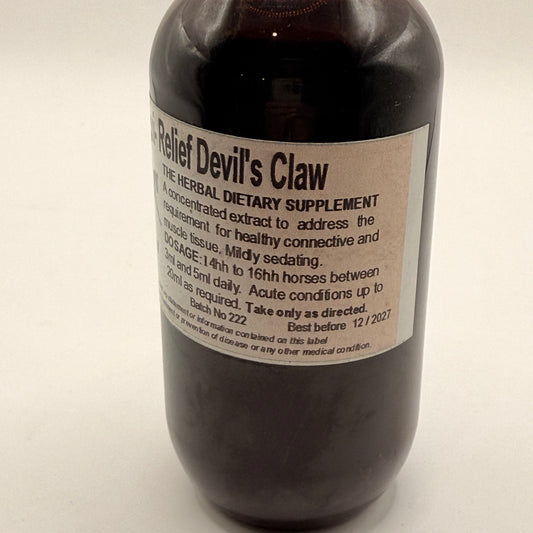 Relief Devil's Claw
THE HERBAL DIETARY SUPPLEMENT
A concentrated extract to address the
requirement for healthy connective and
muscle tissue. Mildly sedating.
DOSAGE: 14hh to 16hh horses between
3ml and 5ml daily. Acute conditions up to
20ml as required. Take only as directed.
Batch No 222 Best before 12 / 2027
statement or information contained on this label
or prevention of disease or any other medical condition.